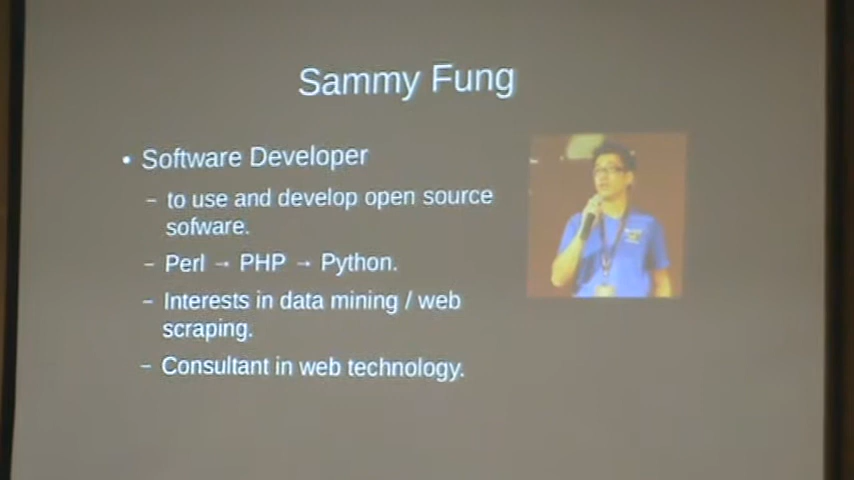 Sammy Fung
• Software Developer
– to use and develop open source
sofware.
– Perl → PHP → Python.
– Interests in data mining / web
scraping.
– Consultant in web technology.